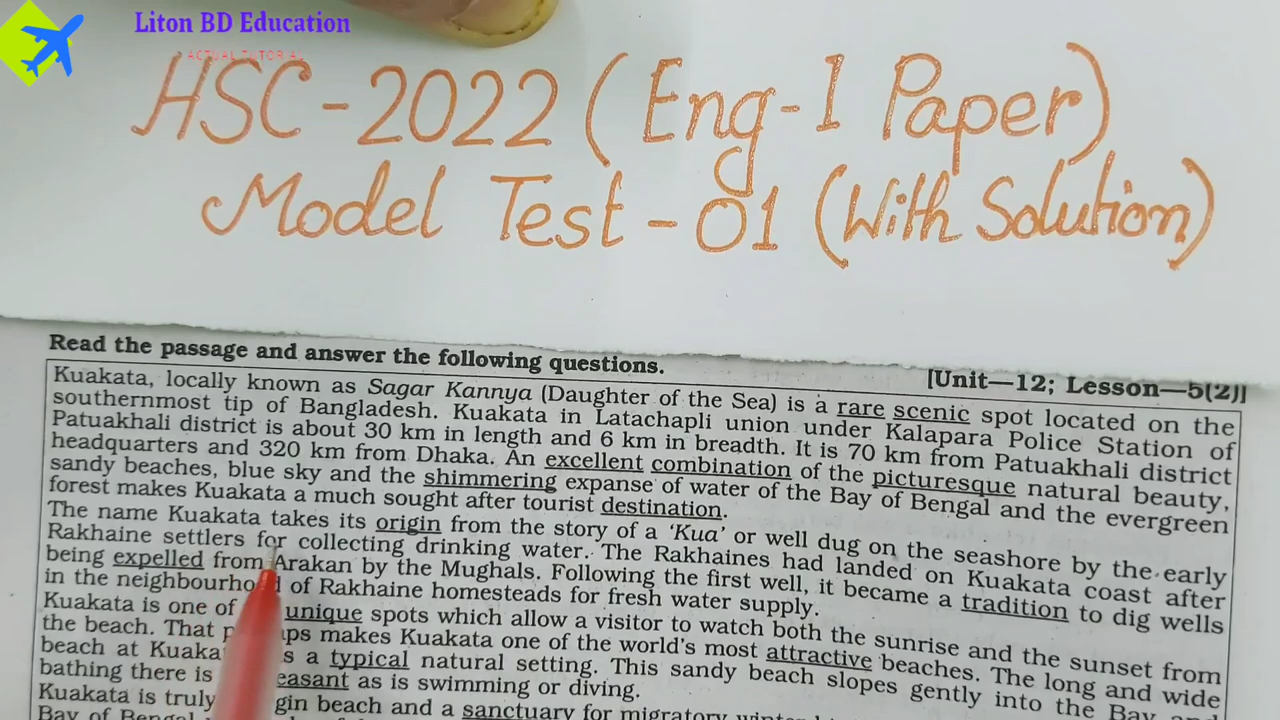 Liton BD Education
ACTUAL TUTORIAL
HSC-2022 (Eng-I Paper)
Model Test-01 (With Solution)
Read the passage and answer the following questions.
[Unit—12; Lesson—5(2)]
Kuakata, locally known as Sagar Kannya (Daughter of the Sea) is a rare scenic spot located on the
southernmost tip of Bangladesh. Kuakata in Latachapli union under Kalapara Police Station of
Patuakhali district is about 30 km in length and 6 km in breadth. It is 70 km from Patuakhali district
headquarters and 320 km from Dhaka. An excellent combination of the picturesque natural beauty,
sandy beaches, blue sky and the shimmering expanse of water of the Bay of Bengal and the evergreen
forest makes Kuakata a much sought after tourist destination.
The name Kuakata takes its origin from the story of a 'Kua' or well dug on the seashore by the early
Rakhaine settlers for collecting drinking water. The Rakhaines had landed on Kuakata coast after
being expelled from Arakan by the Mughals. Following the first well, it became a tradition to dig wells
in the neighbourhood of Rakhaine homesteads for fresh water supply.
Kuakata is one of unique spots which allow a visitor to watch both the sunrise and the sunset from
the beach. That makes Kuakata one of the world's most attractive beaches. The long and wide
beach at a typical natural setting. This sandy beach slopes gently into the Bay
bathing there is as is swimming or diving.
Kuakata is truly beach and a sanctuary for migratory
Bay of Bengal